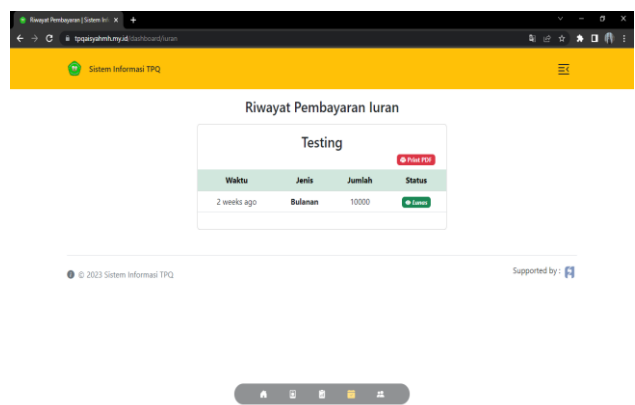 Riwayat Pembayaran | Sistem Inf
tpqaisyahmh.my.id/dashboard/iuran
Sistem Informasi TPQ
Riwayat Pembayaran Iuran
Testing
Print PDF
Waktu Jenis Jumlah Status
2 weeks ago Bulanan 10000 Lunas
© 2023 Sistem Informasi TPQ
Supported by :